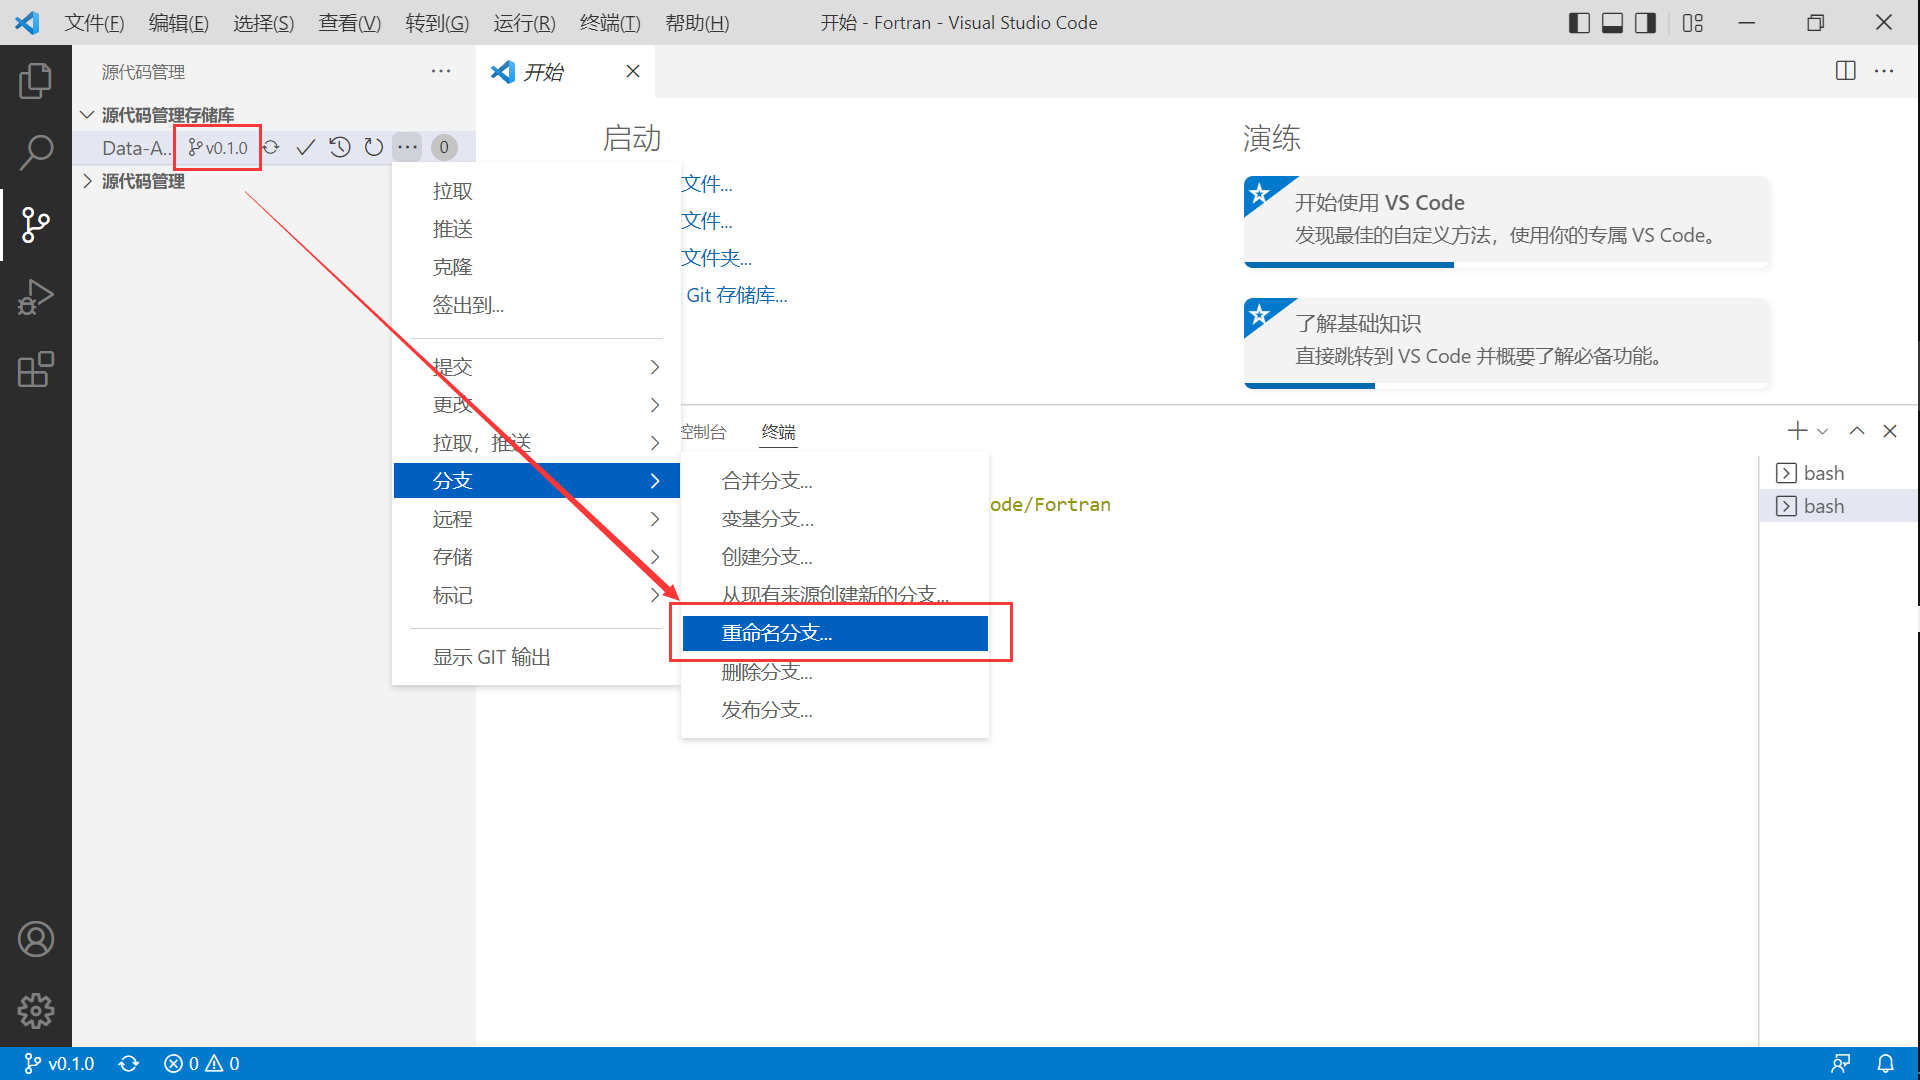 文件(F) 编辑(E) 选择(S) 查看(V) 转到(G) 运行(R) 终端(T) 帮助(H) 开始 - Fortran - Visual Studio Code
源代码管理
开始
源代码管理存储库
Data-A... v0.1.0 0
源代码管理
拉取
推送
克隆
签出到...
提交
更改
拉取，推送
分支
远程
存储
标记
显示 GIT 输出
合并分支...
变基分支...
创建分支...
从现有来源创建新的分支...
重命名分支...
删除分支...
发布分支...
启动
文件...
文件...
文件夹...
Git 存储库...
演练
开始使用 VS Code
发现最佳的自定义方法，使用你的专属 VS Code。
了解基础知识
直接跳转到 VS Code 并概要了解必备功能。
控制台 终端
ode/Fortran
bash
bash
v0.1.0 0 0